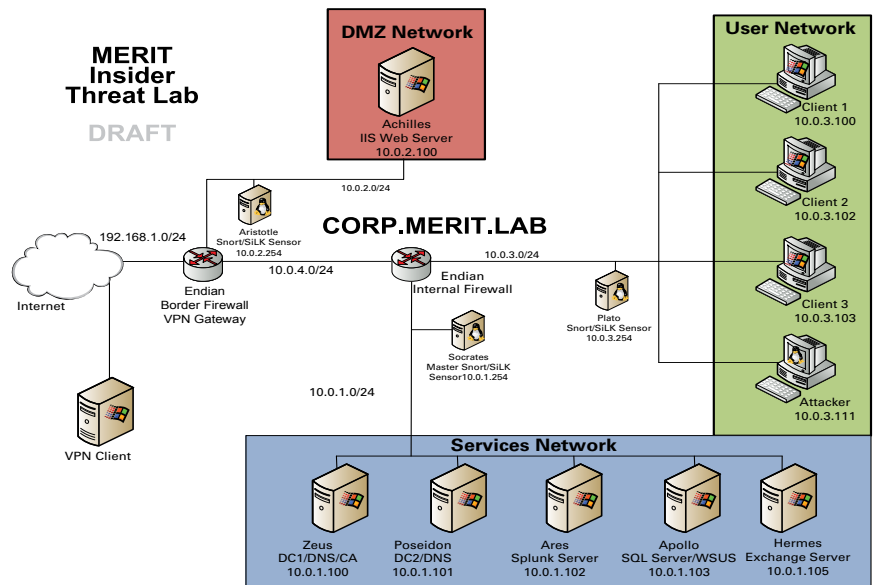 MERIT
Insider
Threat Lab
DRAFT
DMZ Network
Achilles
IIS Web Server
10.0.2.100
User Network
Client 1
10.0.3.100
Client 2
10.0.3.102
Client 3
10.0.3.103
Attacker
10.0.3.111
10.0.2.0/24
Aristotle
Snort/SiLK Sensor
10.0.2.254
CORP.MERIT.LAB
192.168.1.0/24
Internet
Endian
Border Firewall
VPN Gateway
10.0.4.0/24
Endian
Internal Firewall
10.0.3.0/24
Plato
Snort/SiLK Sensor
10.0.3.254
Socrates
Master Snort/SiLK
Sensor10.0.1.254
10.0.1.0/24
VPN Client
Services Network
Zeus
DC1/DNS/CA
10.0.1.100
Poseidon
DC2/DNS
10.0.1.101
Ares
Splunk Server
10.0.1.102
Apollo
SQL Server/WSUS
10.0.1.103
Hermes
Exchange Server
10.0.1.105